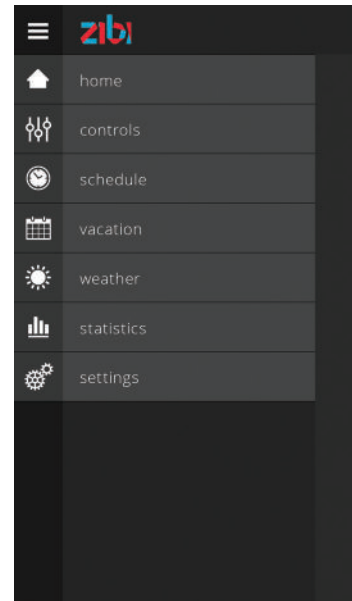 zibi
home
controls
schedule
vacation
weather
statistics
settings